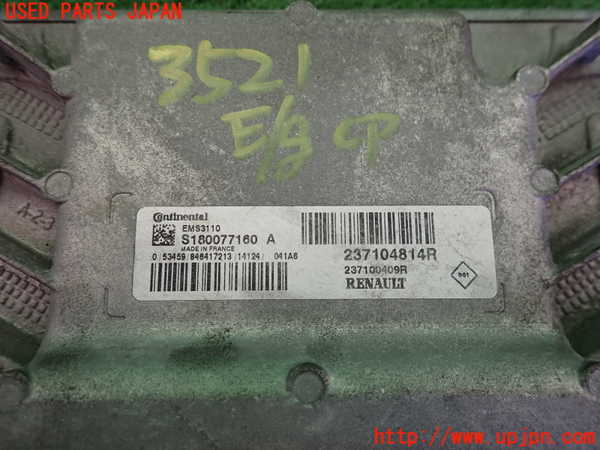 USED PARTS JAPAN
3521
E/g CP
Continental
EMS3110
S180077160 A
MADE IN FRANCE
0 53459 846417213 14124 041A6
237104814R
237100409R
RENAULT
A-2-3
http://www.upjpn.com/